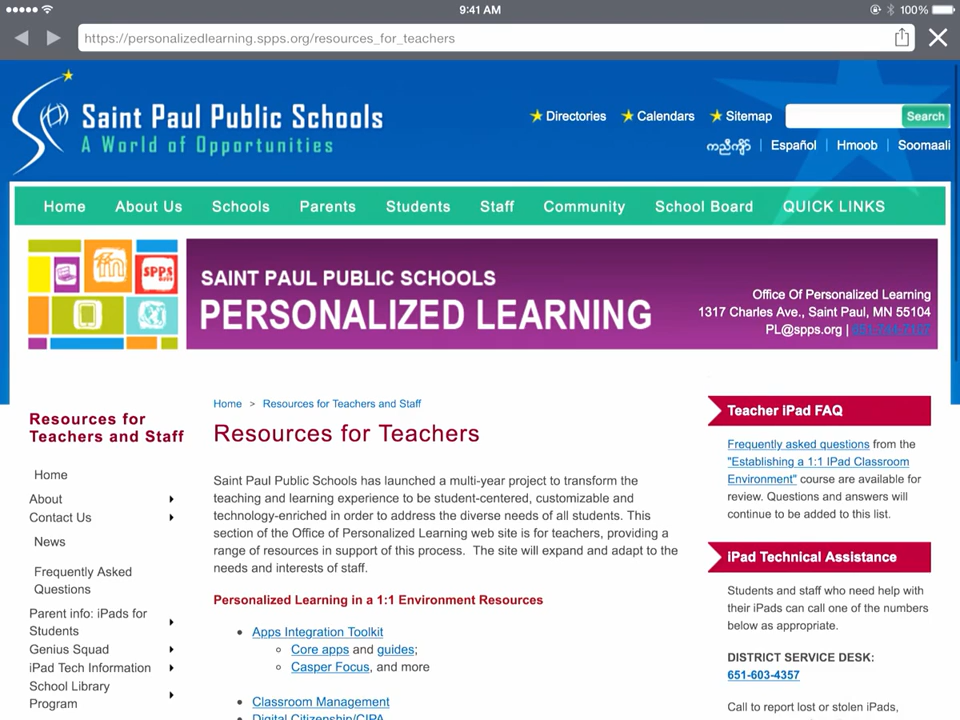 9:41 AM
100%
https://personalizedlearning.spps.org/resources_for_teachers
Saint Paul Public Schools
A World of Opportunities
Directories
Calendars
Sitemap
Search
ကညီကျိာ်
Español
Hmoob
Soomaali
Home
About Us
Schools
Parents
Students
Staff
Community
School Board
QUICK LINKS
spps
SAINT PAUL PUBLIC SCHOOLS
PERSONALIZED LEARNING
Office Of Personalized Learning
1317 Charles Ave., Saint Paul, MN 55104
PL@spps.org | 651-744-7107
Resources for
Teachers and Staff
Home
About
Contact Us
News
Frequently Asked
Questions
Parent info: iPads for
Students
Genius Squad
iPad Tech Information
School Library
Program
Home > Resources for Teachers and Staff
Resources for Teachers
Saint Paul Public Schools has launched a multi-year project to transform the
teaching and learning experience to be student-centered, customizable and
technology-enriched in order to address the diverse needs of all students. This
section of the Office of Personalized Learning web site is for teachers, providing a
range of resources in support of this process. The site will expand and adapt to the
needs and interests of staff.
Personalized Learning in a 1:1 Environment Resources
Apps Integration Toolkit
Core apps and guides;
Casper Focus, and more
Classroom Management
Digital Citizenship/CIPA
Teacher iPad FAQ
Frequently asked questions from the
"Establishing a 1:1 IPad Classroom
Environment" course are available for
review. Questions and answers will
continue to be added to this list.
iPad Technical Assistance
Students and staff who need help with
their iPads can call one of the numbers
below as appropriate.
DISTRICT SERVICE DESK:
651-603-4357
Call to report lost or stolen iPads,